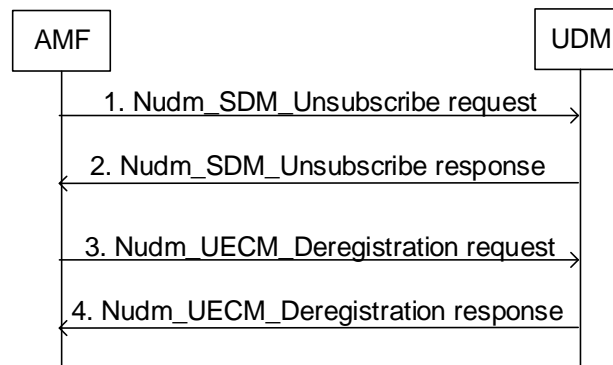 AMF
UDM
1. Nudm_SDM_Unsubscribe request
2. Nudm_SDM_Unsubscribe response
3. Nudm_UECM_Deregistration request
4. Nudm_UECM_Deregistration response